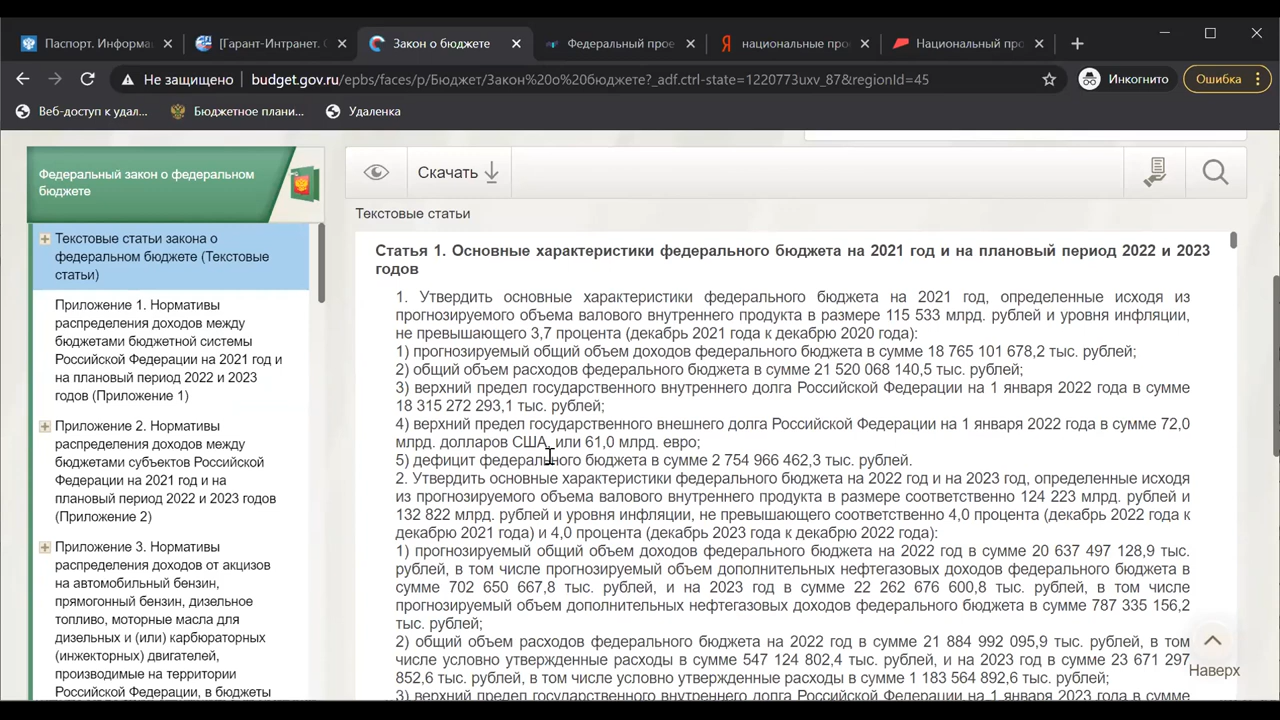 Паспорт. Информа
[Гарант-Интранет. С
Закон о бюджете
Федеральный прое
национальные про
Национальный про
Не защищено
budget.gov.ru/epbs/faces/p/Бюджет/Закон%20о%20бюджете?_adf.ctrl-state=1220773uxv_87&regionId=45
Инкогнито
Ошибка
Веб-доступ к удал...
Бюджетное плани...
Удаленка
Федеральный закон о федеральном
бюджете
Текстовые статьи закона о
федеральном бюджете (Текстовые
статьи)
Приложение 1. Нормативы
распределения доходов между
бюджетами бюджетной системы
Российской Федерации на 2021 год и
на плановый период 2022 и 2023
годов (Приложение 1)
Приложение 2. Нормативы
распределения доходов между
бюджетами субъектов Российской
Федерации на 2021 год и на
плановый период 2022 и 2023 годов
(Приложение 2)
Приложение 3. Нормативы
распределения доходов от акцизов
на автомобильный бензин,
прямогонный бензин, дизельное
топливо, моторные масла для
дизельных и (или) карбюраторных
(инжекторных) двигателей,
производимые на территории
Российской Федерации, в бюджеты
Скачать
Текстовые статьи
Статья 1. Основные характеристики федерального бюджета на 2021 год и на плановый период 2022 и 2023
годов
1. Утвердить основные характеристики федерального бюджета на 2021 год, определенные исходя из
прогнозируемого объема валового внутреннего продукта в размере 115 533 млрд. рублей и уровня инфляции,
не превышающего 3,7 процента (декабрь 2021 года к декабрю 2020 года):
1) прогнозируемый общий объем доходов федерального бюджета в сумме 18 765 101 678,2 тыс. рублей;
2) общий объем расходов федерального бюджета в сумме 21 520 068 140,5 тыс. рублей;
3) верхний предел государственного внутреннего долга Российской Федерации на 1 января 2022 года в сумме
18 315 272 293,1 тыс. рублей;
4) верхний предел государственного внешнего долга Российской Федерации на 1 января 2022 года в сумме 72,0
млрд. долларов США, или 61,0 млрд. евро;
5) дефицит федерального бюджета в сумме 2 754 966 462,3 тыс. рублей.
2. Утвердить основные характеристики федерального бюджета на 2022 год и на 2023 год, определенные исходя
из прогнозируемого объема валового внутреннего продукта в размере соответственно 124 223 млрд. рублей и
132 822 млрд. рублей и уровня инфляции, не превышающего соответственно 4,0 процента (декабрь 2022 года к
декабрю 2021 года) и 4,0 процента (декабрь 2023 года к декабрю 2022 года):
1) прогнозируемый общий объем доходов федерального бюджета на 2022 год в сумме 20 637 497 128,9 тыс.
рублей, в том числе прогнозируемый объем дополнительных нефтегазовых доходов федерального бюджета в
сумме 702 650 667,8 тыс. рублей, и на 2023 год в сумме 22 262 676 600,8 тыс. рублей, в том числе
прогнозируемый объем дополнительных нефтегазовых доходов федерального бюджета в сумме 787 335 156,2
тыс. рублей;
2) общий объем расходов федерального бюджета на 2022 год в сумме 21 884 992 095,9 тыс. рублей, в том
числе условно утвержденные расходы в сумме 547 124 802,4 тыс. рублей, и на 2023 год в сумме 23 671 297
852,6 тыс. рублей, в том числе условно утвержденные расходы в сумме 1 183 564 892,6 тыс. рублей;
3) верхний предел государственного внутреннего долга Российской Федерации на 1 января 2023 года в сумме
Наверх